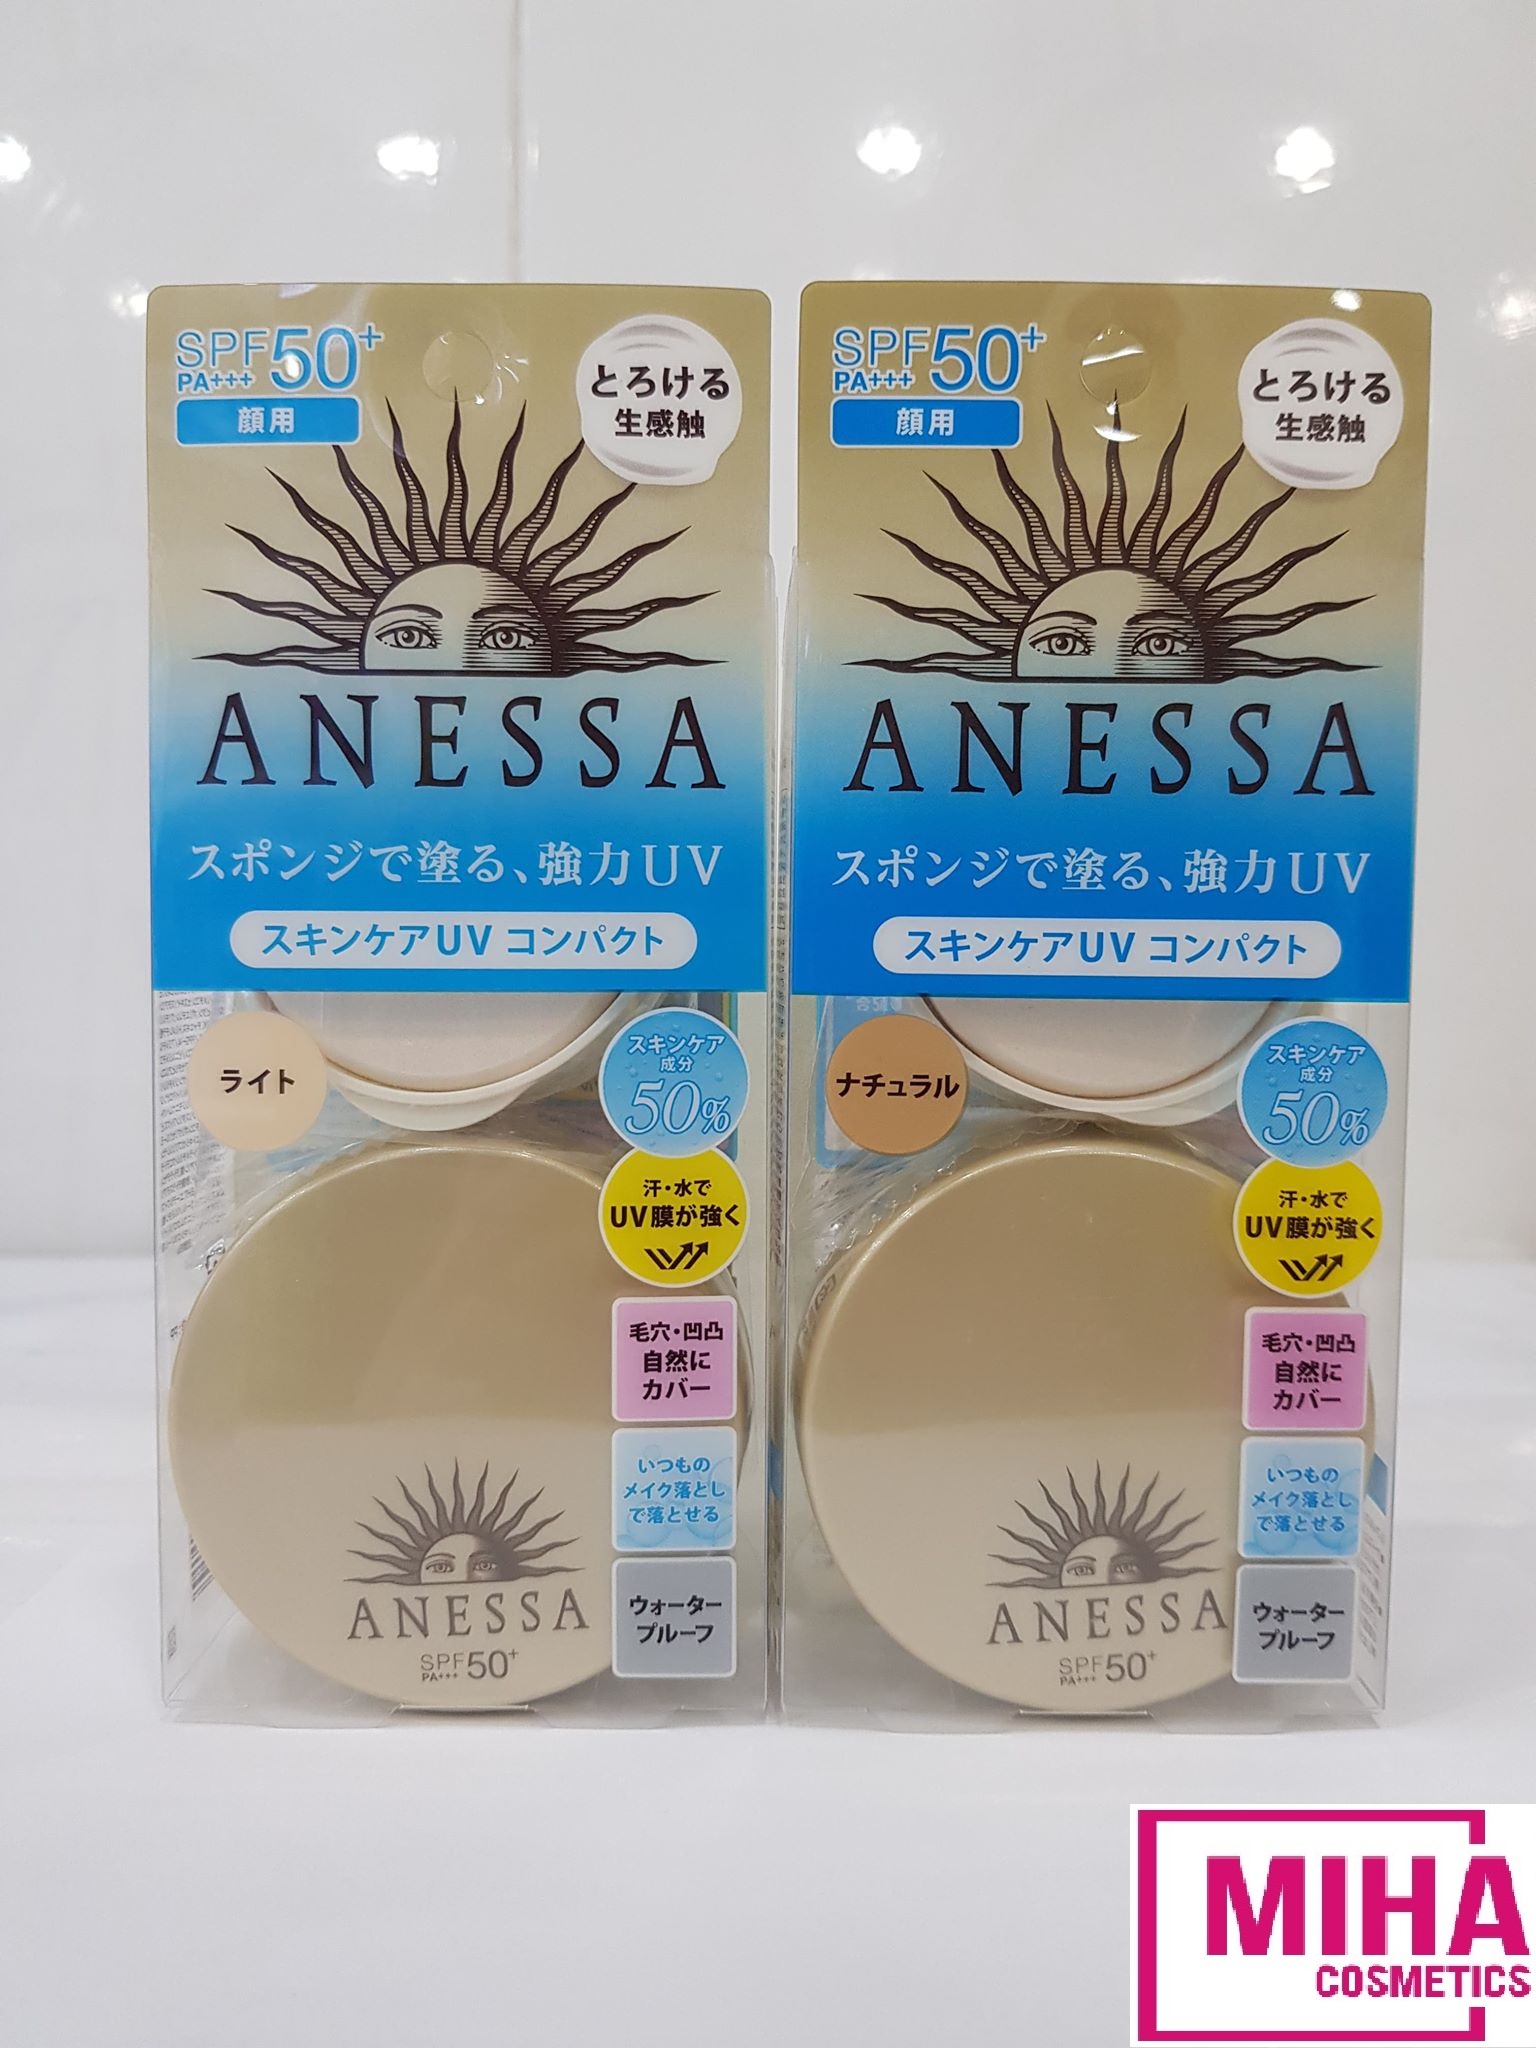 SPF50+
PA+++
顔用
とろける
生感触
ANESSA
スポンジで塗る、強力UV
スキンケアUV コンパクト
ライト
スキンケア
成分
50%
汗・水で
UV膜が強く
毛穴・凹凸
自然に
カバー
いつもの
メイク落とし
で落とせる
ウォーター
プルーフ
ANESSA
SPF50+
PA+++
SPF50+
PA+++
顔用
とろける
生感触
ANESSA
スポンジで塗る、強力UV
スキンケアUV コンパクト
ナチュラル
スキンケア
成分
50%
汗・水で
UV膜が強く
毛穴・凹凸
自然に
カバー
いつもの
メイク落とし
で落とせる
ウォーター
プルーフ
ANESSA
SPF50+
PA+++
MIHA
COSMETICS